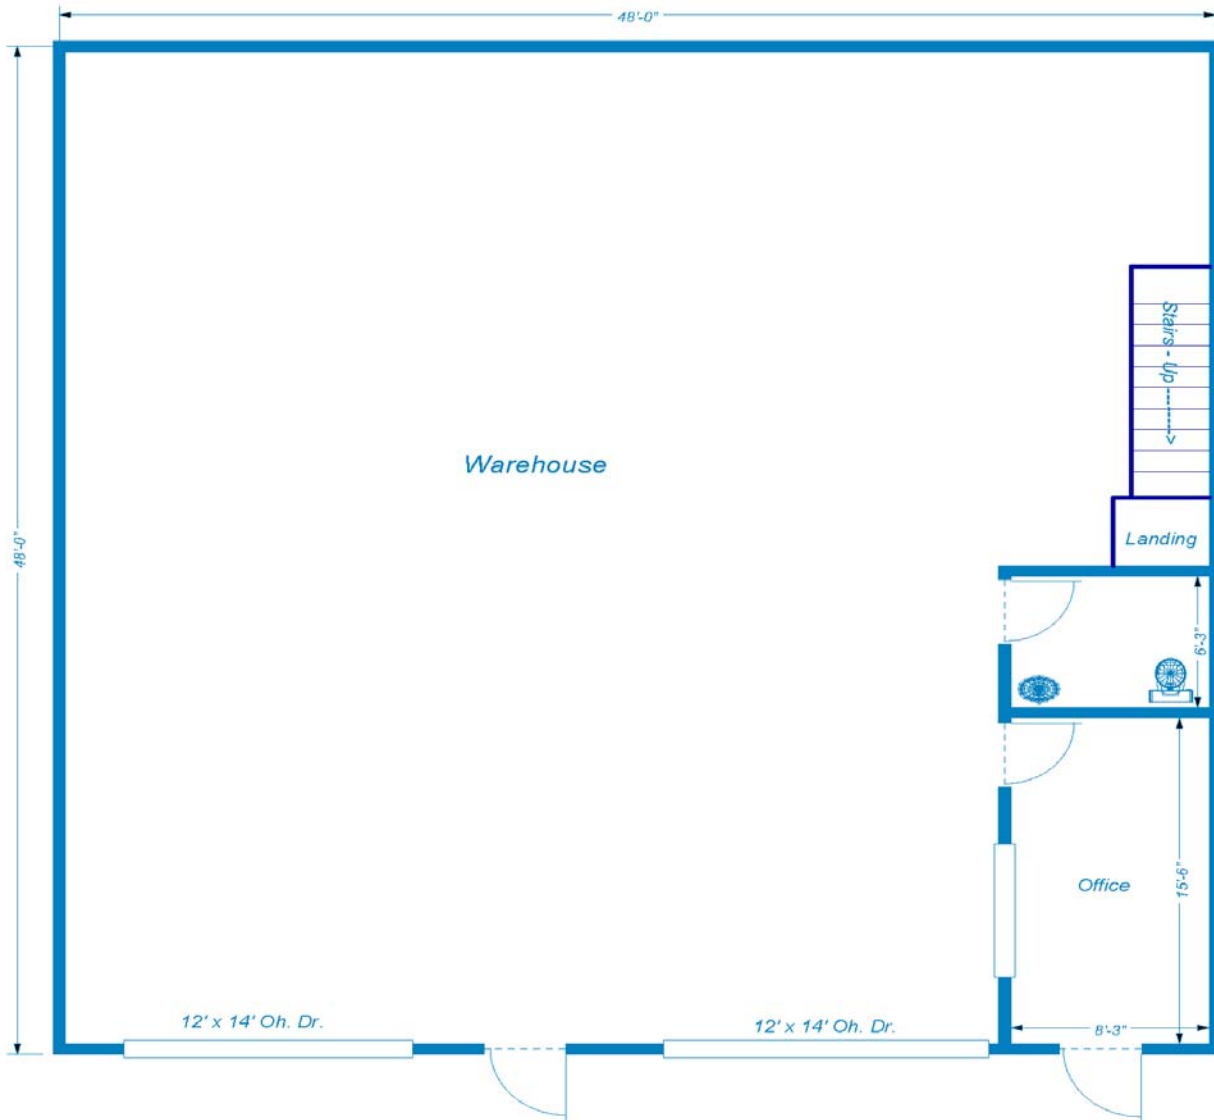 48'-0"
48'-0"
Stairs - Up ------->
Warehouse
Landing
6'-3"
Office
15'-6"
12' x 14' Oh. Dr.
12' x 14' Oh. Dr.
8'-3"